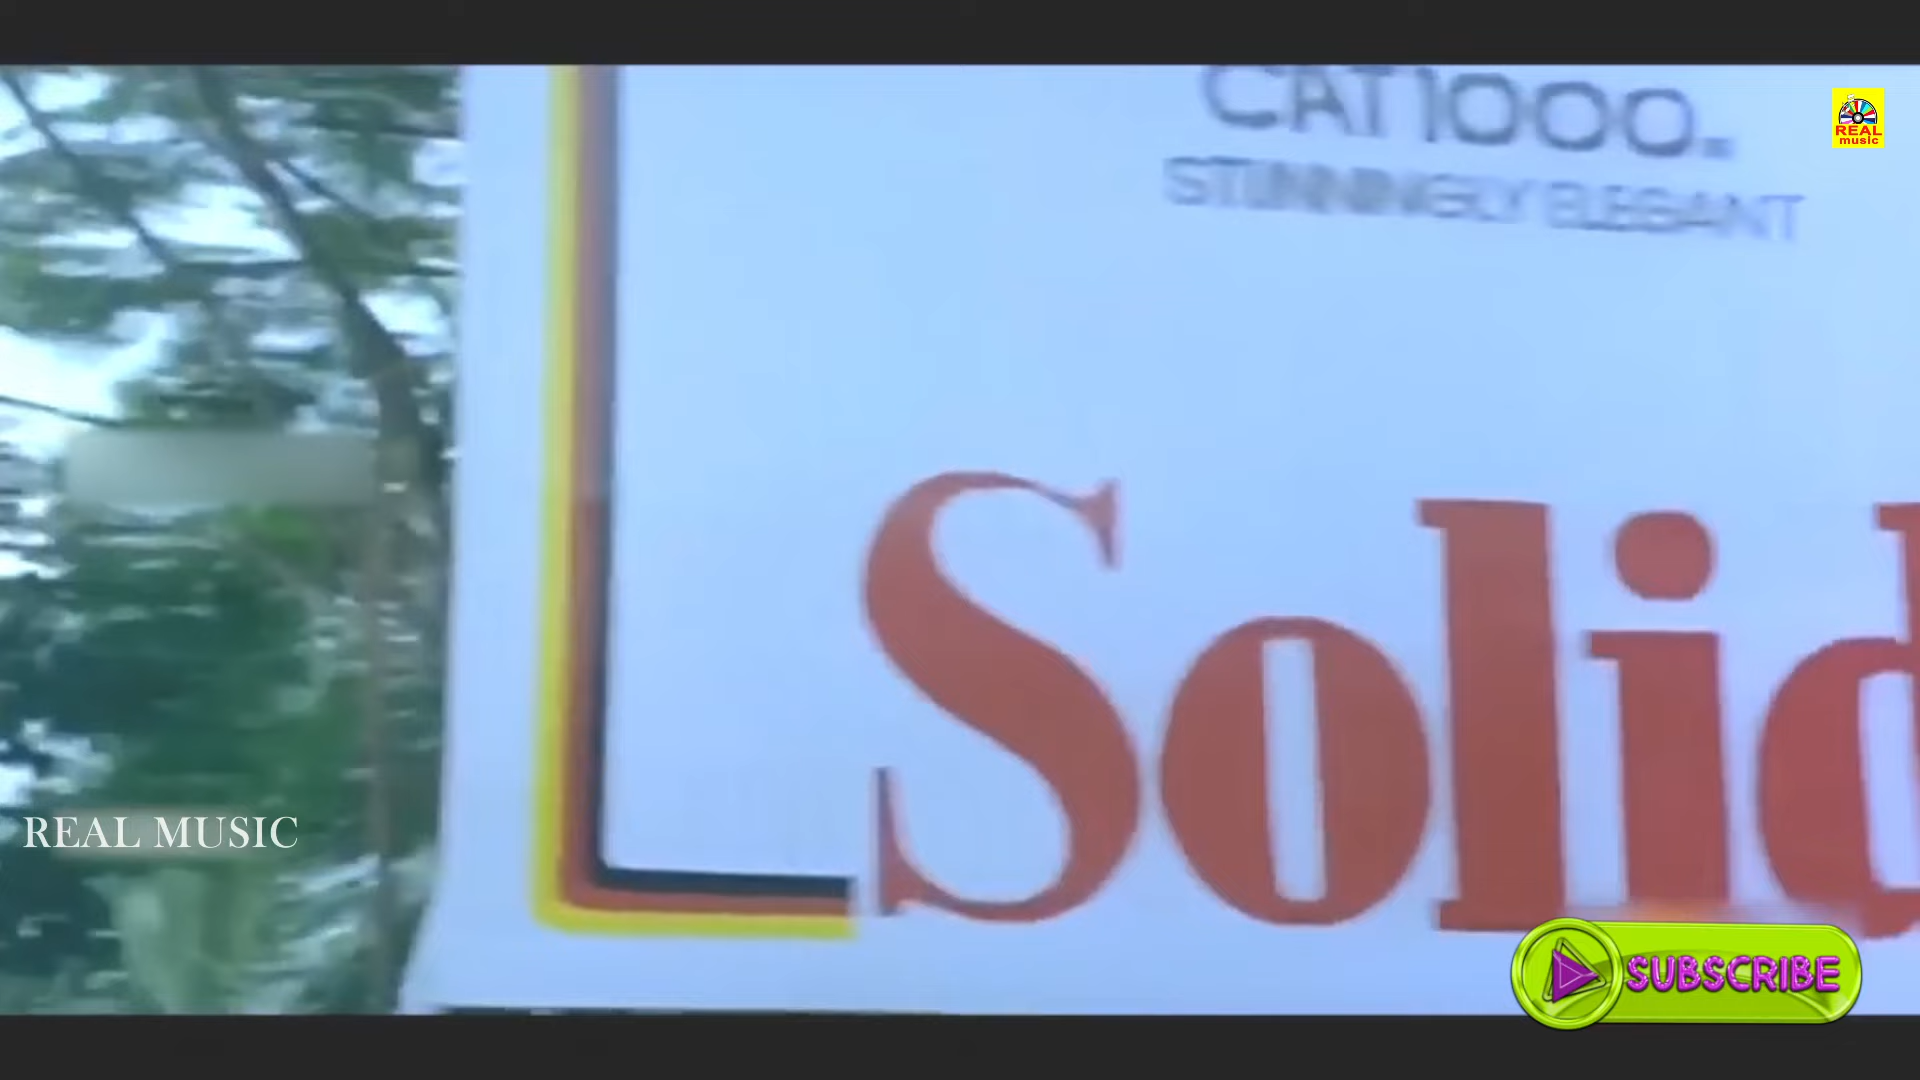 CAT1000.
STUNNINGLY ELEGANT
REAL
music
Solid
REAL MUSIC
SUBSCRIBE